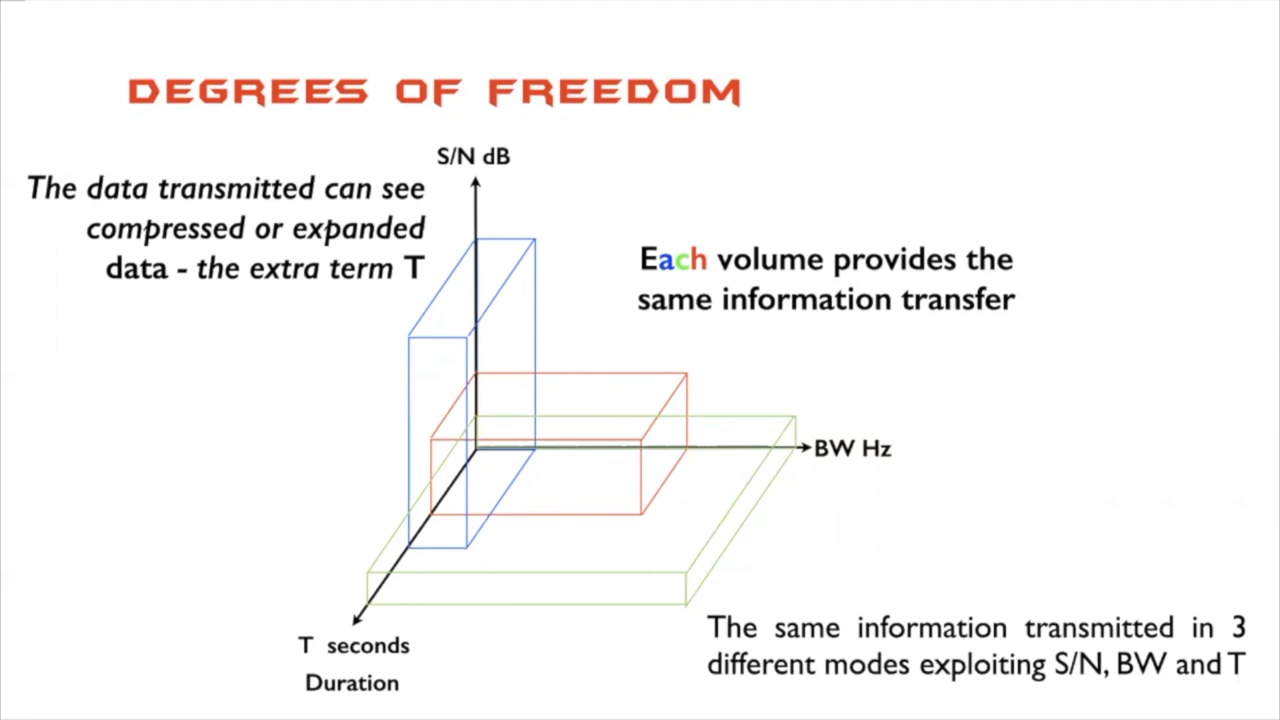 DEGREES OF FREEDOM
S/N dB
The data transmitted can see
compressed or expanded
data - the extra term T
Each volume provides the
same information transfer
BW Hz
T seconds
Duration
The same information transmitted in 3
different modes exploiting S/N, BW and T